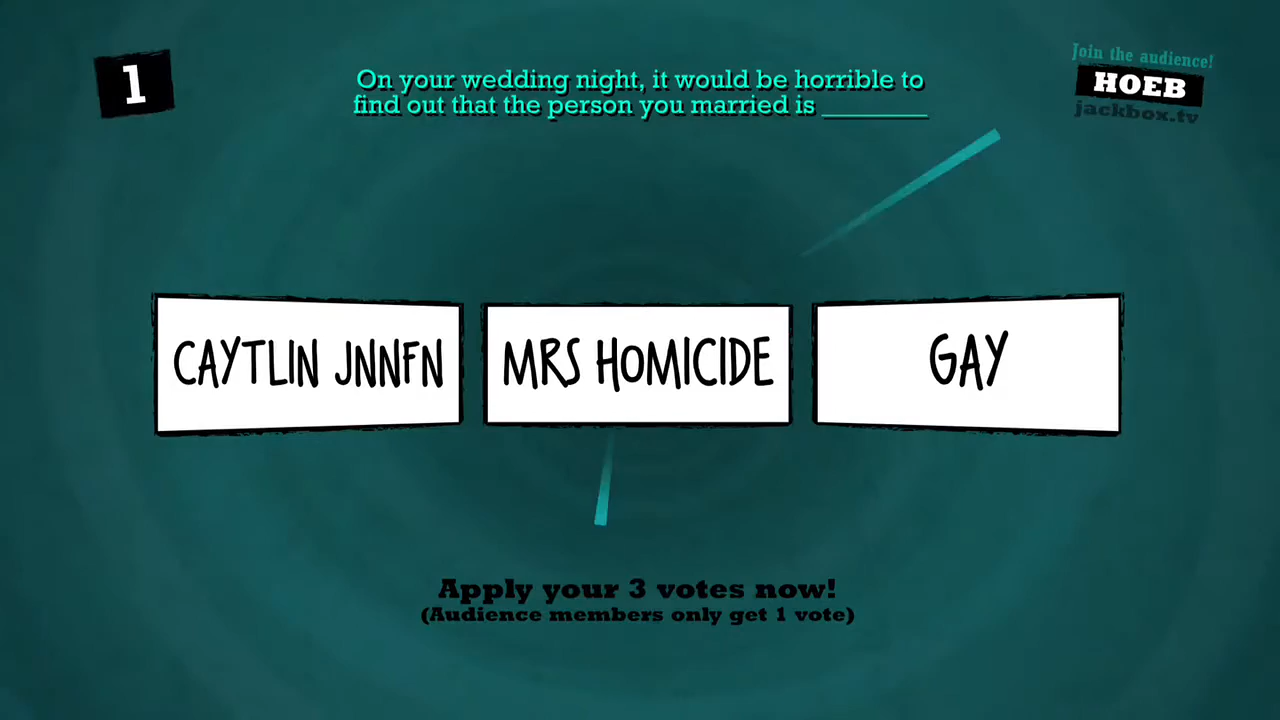 1
On your wedding night, it would be horrible to
find out that the person you married is ________
Join the audience!
HOEB
jackbox.tv
CAYTLIN JNNFN
MRS HOMICIDE
GAY
Apply your 3 votes now!
(Audience members only get 1 vote)